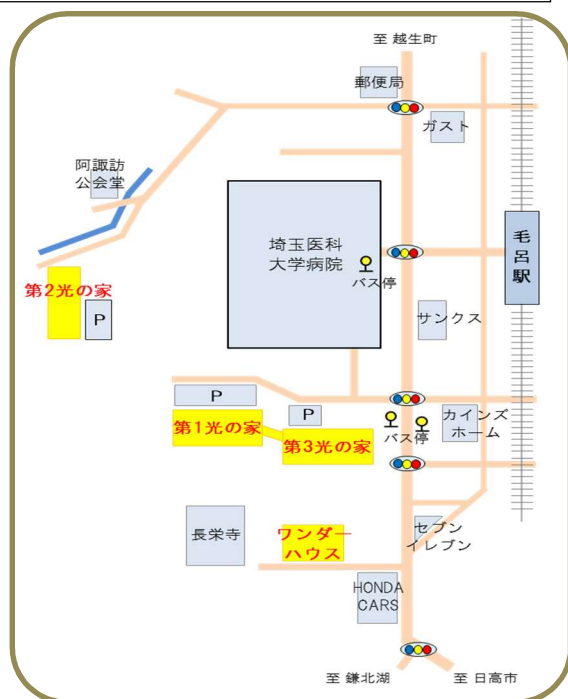 至 越生町
郵便局
ガスト
阿諏訪
公会堂
埼玉医科
大学病院
毛呂駅
バス停
サンクス
第2光の家
P
P
P
カインズ
ホーム
第1光の家
第3光の家
バス停
長栄寺
ワンダー
ハウス
セブン
イレブン
HONDA
CARS
至 鎌北湖
至 日高市